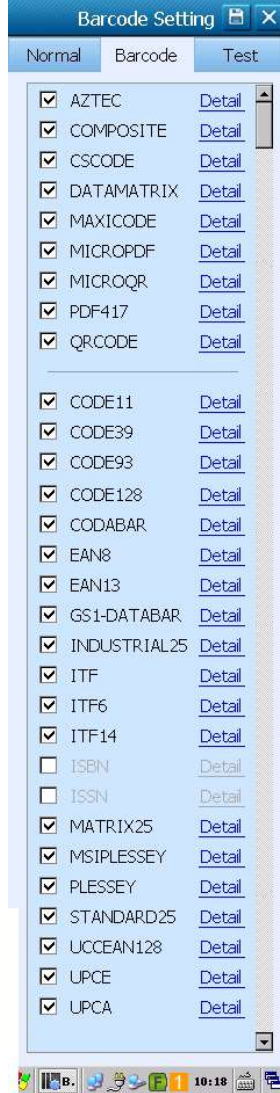 Barcode Setting
Normal Barcode Test
AZTEC Detail
COMPOSITE Detail
CSCODE Detail
DATAMATRIX Detail
MAXICODE Detail
MICROPDF Detail
MICROQR Detail
PDF417 Detail
QRCODE Detail
CODE11 Detail
CODE39 Detail
CODE93 Detail
CODE128 Detail
CODABAR Detail
EAN8 Detail
EAN13 Detail
GS1-DATABAR Detail
INDUSTRIAL25 Detail
ITF Detail
ITF6 Detail
ITF14 Detail
ISBN Detail
ISSN Detail
MATRIX25 Detail
MSIPLESSEY Detail
PLESSEY Detail
STANDARD25 Detail
UCCEAN128 Detail
UPCE Detail
UPCA Detail
B. F 1 10:18